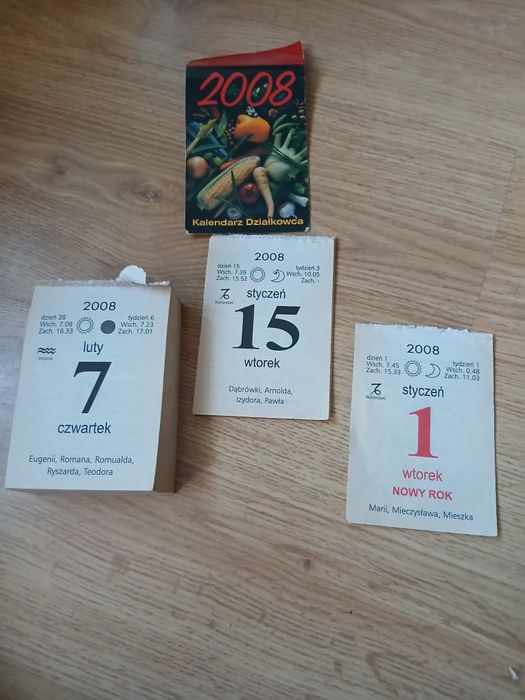 2008
Kalendarz Działkowca
2008
dzień 38
Wsch. 7.08
Zach. 16.33
tydzień 6
Wsch. 7.23
Zach. 17.01
Wodnik
luty
7
czwartek
Eugenii, Romana, Romualda,
Ryszarda, Teodora
2008
dzień 15
Wsch. 7.39
Zach. 15.52
tydzień 3
Wsch. 10.05
Zach. -
Koziorożec
styczeń
15
wtorek
Dąbrówki, Arnolda,
Izydora, Pawła
2008
dzień 1
Wsch. 7.45
Zach. 15.33
tydzień 1
Wsch. 0.48
Zach. 11.03
Koziorożec
styczeń
1
wtorek
NOWY ROK
Marii, Mieczysława, Mieszka